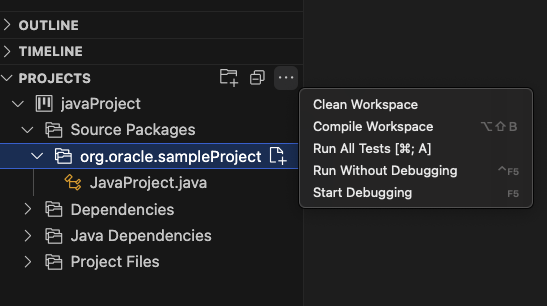 OUTLINE
TIMELINE
PROJECTS
javaProject
Source Packages
org.oracle.sampleProject
JavaProject.java
Dependencies
Java Dependencies
Project Files
Clean Workspace
Compile Workspace ⌥⇧B
Run All Tests [⌘; A]
Run Without Debugging ^F5
Start Debugging F5